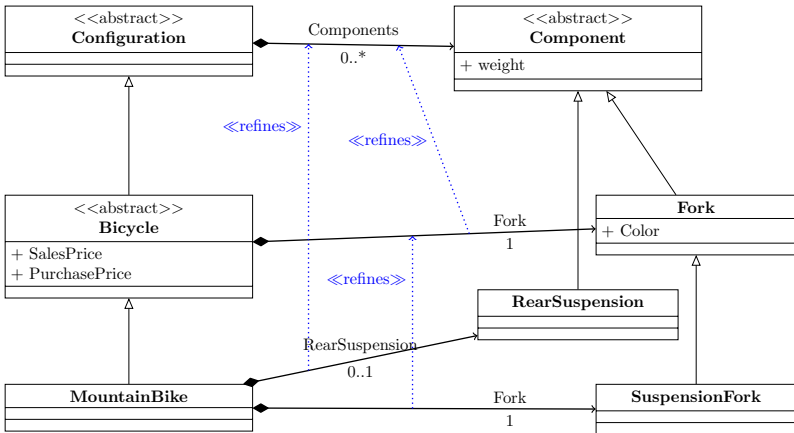 <<abstract>>
Configuration
Components
0..*
<<abstract>>
Component
+ weight
≪refines≫
≪refines≫
<<abstract>>
Bicycle
+ SalesPrice
+ PurchasePrice
Fork
1
Fork
+ Color
≪refines≫
RearSuspension
RearSuspension
0..1
MountainBike
Fork
1
SuspensionFork